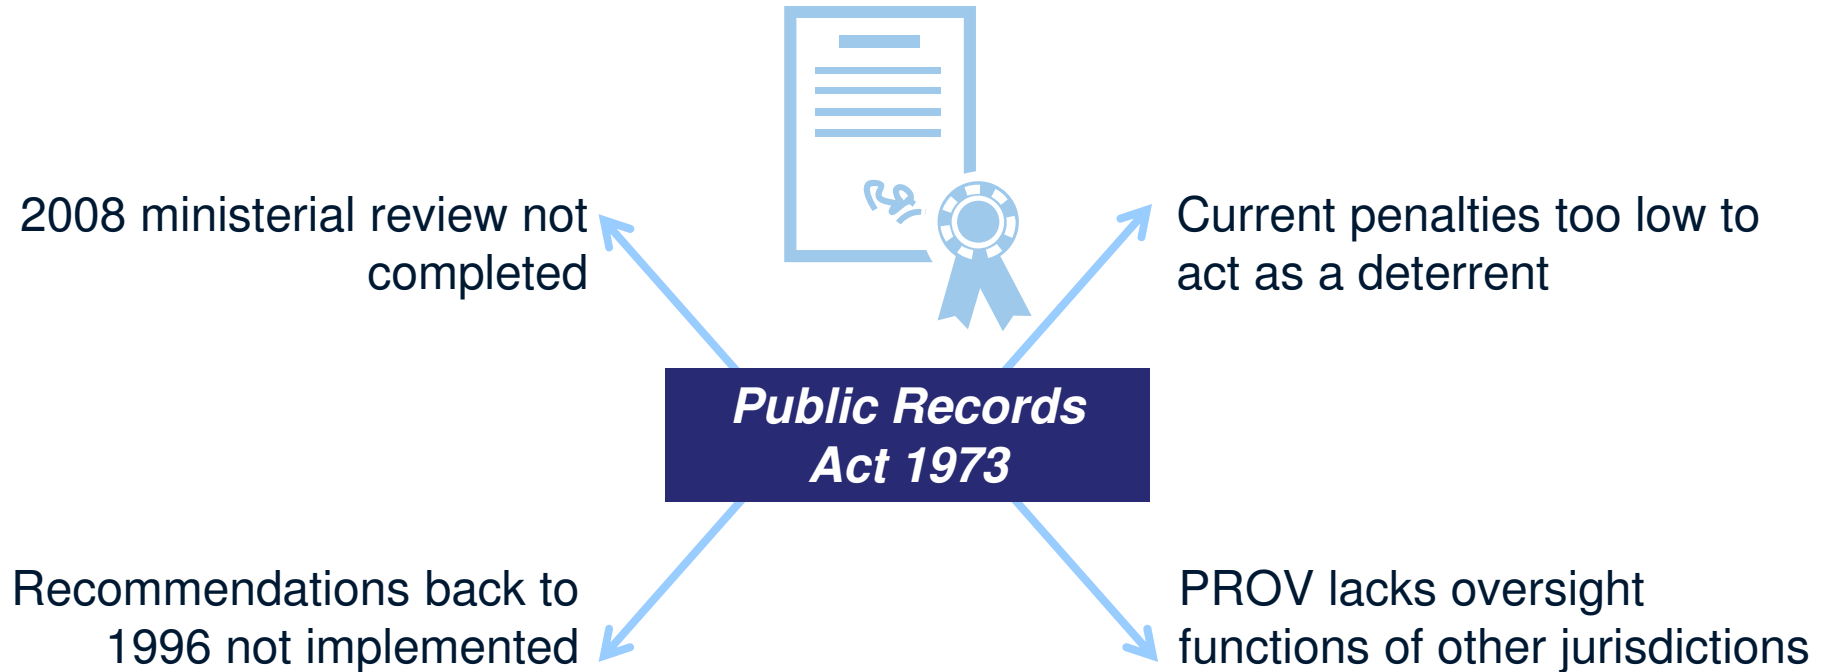 2008 ministerial review not
completed
Current penalties too low to
act as a deterrent
Public Records
Act 1973
Recommendations back to
1996 not implemented
PROV lacks oversight
functions of other jurisdictions